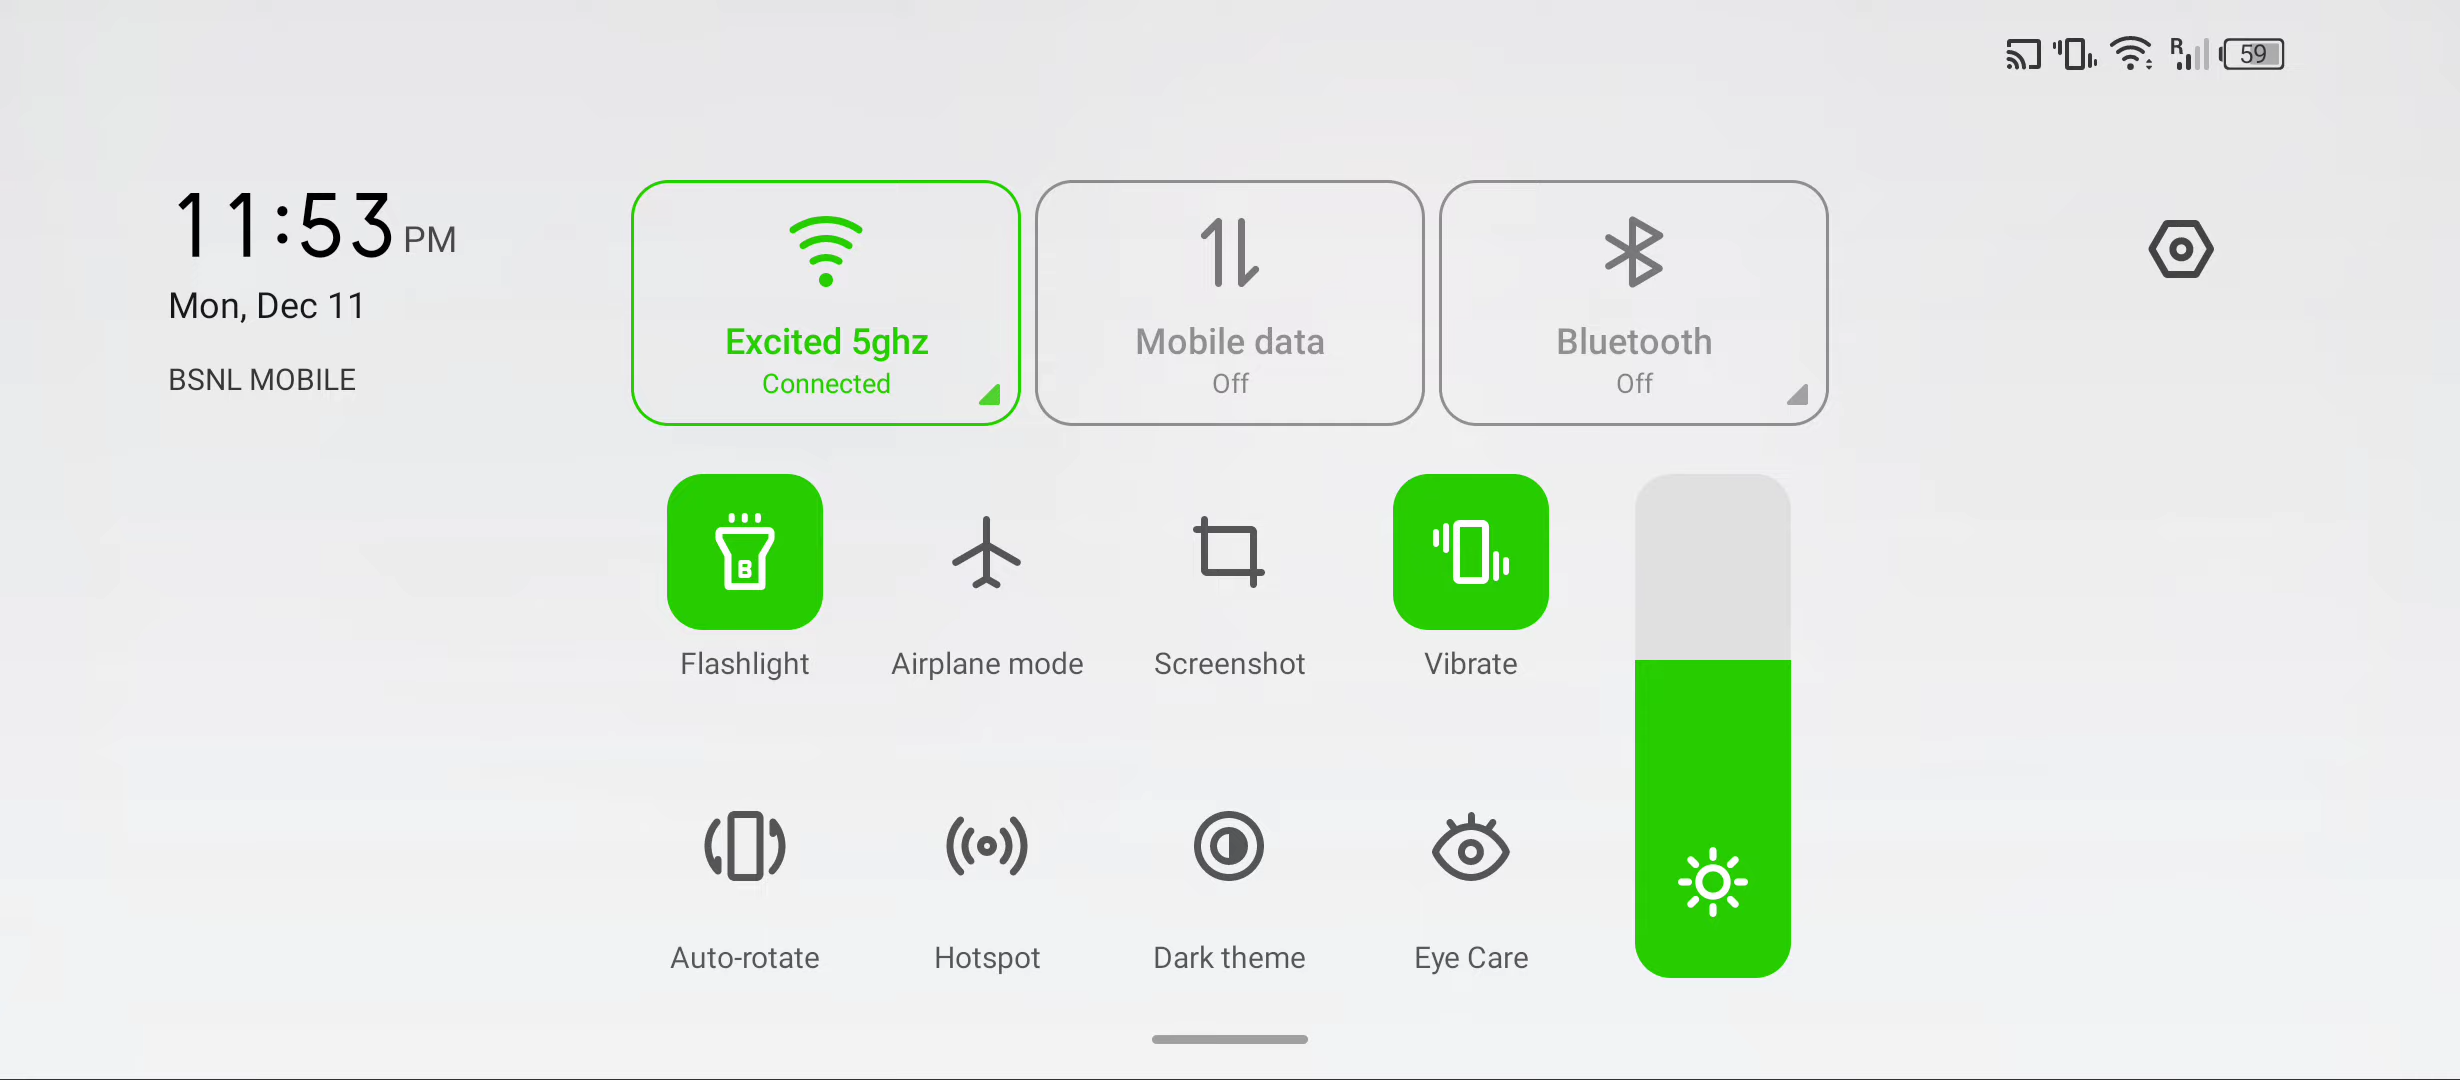 R
59
11:53 PM
Mon, Dec 11
BSNL MOBILE
Excited 5ghz
Connected
Mobile data
Off
Bluetooth
Off
B
Flashlight
Airplane mode
Screenshot
Vibrate
Auto-rotate
Hotspot
Dark theme
Eye Care